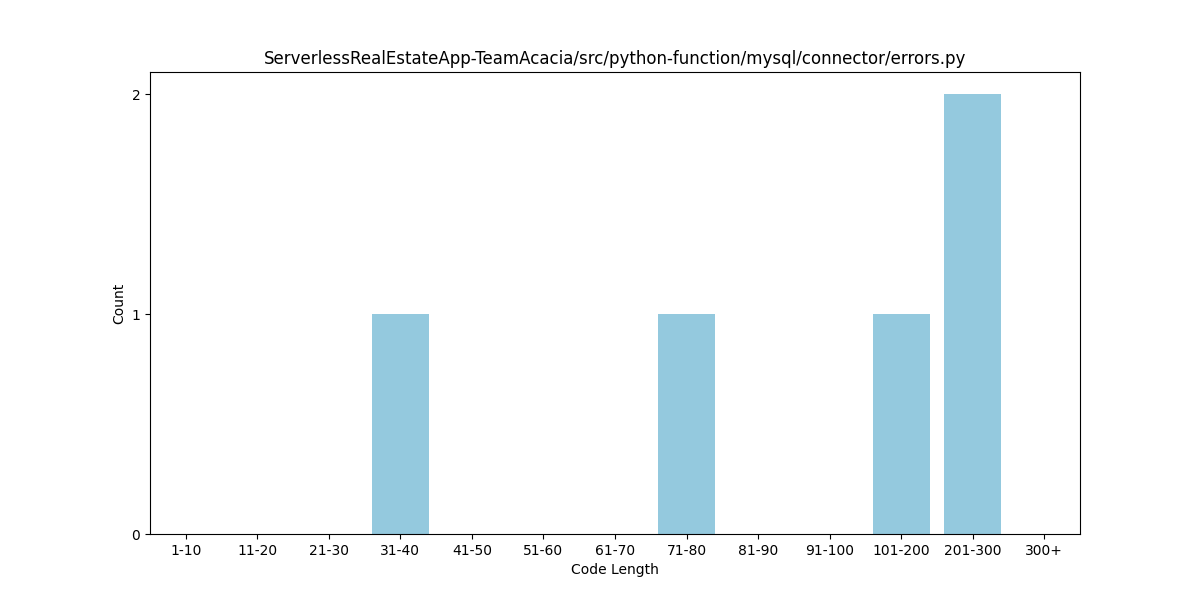 ServerlessRealEstateApp-TeamAcacia/src/python-function/mysql/connector/errors.py
Count
2
1
0
1-10 11-20 21-30 31-40 41-50 51-60 61-70 71-80 81-90 91-100 101-200 201-300 300+
Code Length